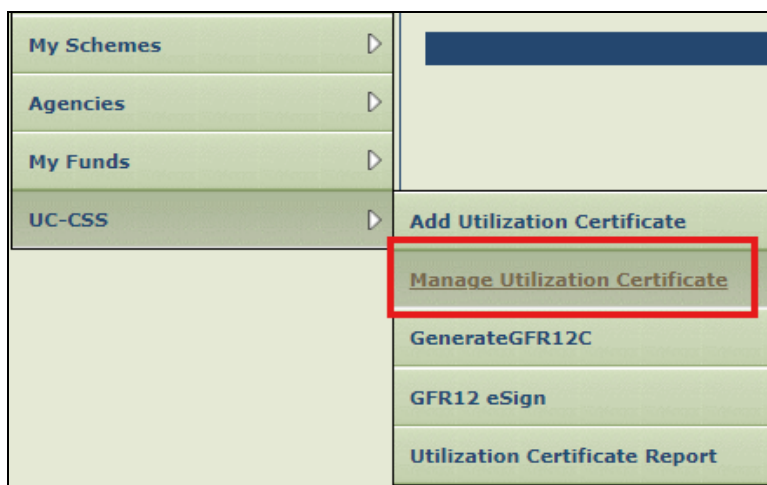 My Schemes
Agencies
My Funds
UC-CSS
Add Utilization Certificate
Manage Utilization Certificate
GenerateGFR12C
GFR12 eSign
Utilization Certificate Report